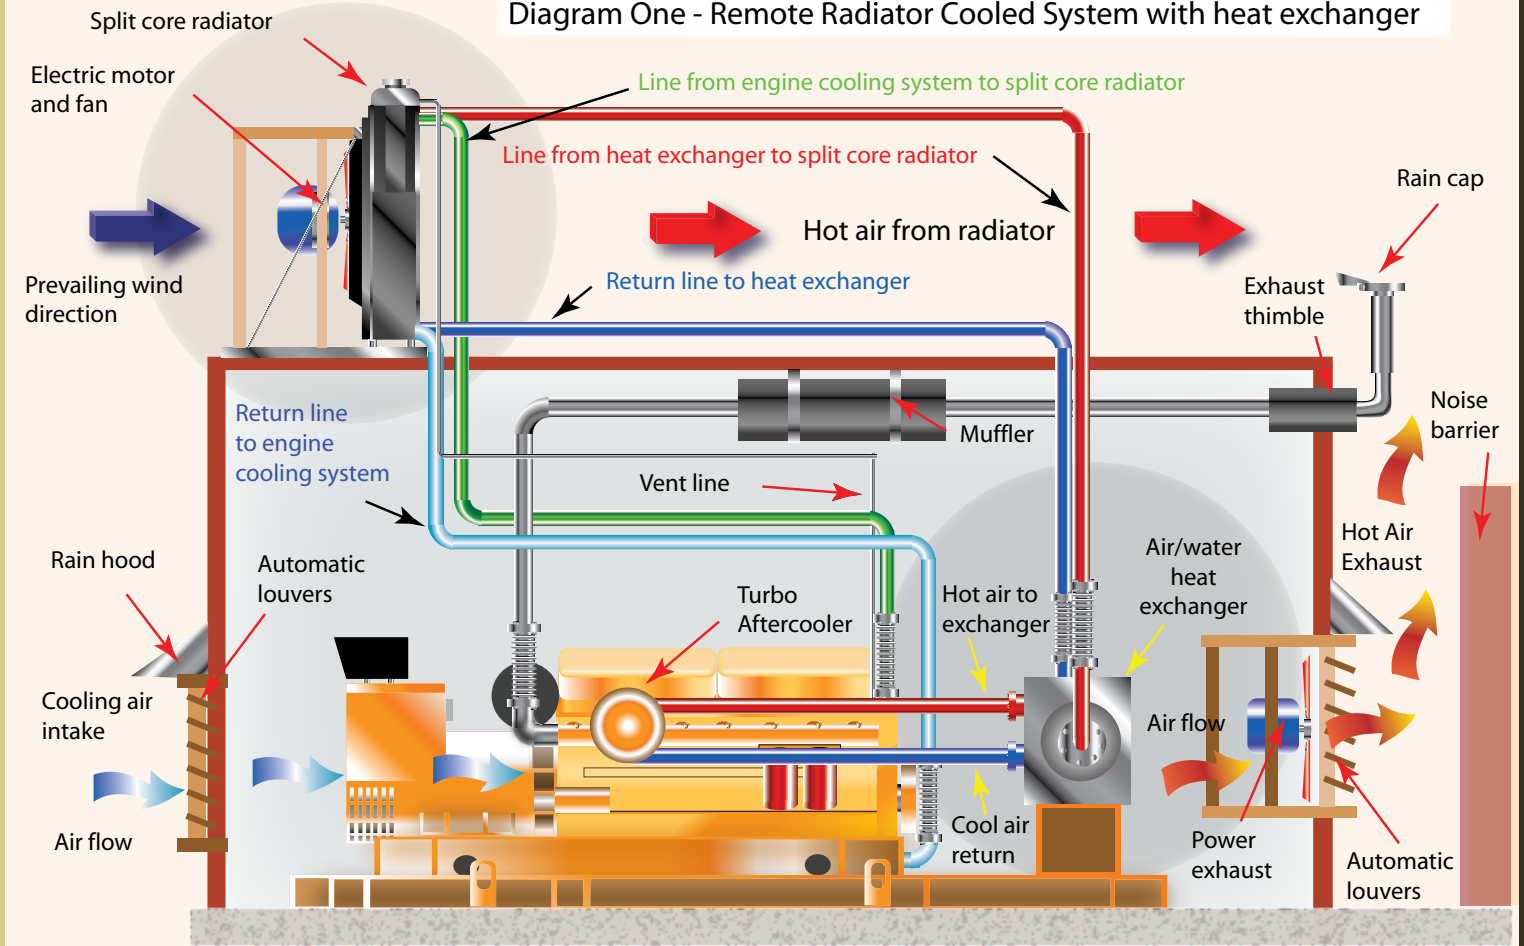 Diagram One - Remote Radiator Cooled System with heat exchanger
Split core radiator
Electric motor
and fan
Line from engine cooling system to split core radiator
Line from heat exchanger to split core radiator
Rain cap
Hot air from radiator
Prevailing wind
direction
Return line to heat exchanger
Exhaust
thimble
Return line
to engine
cooling system
Muffler
Noise
barrier
Vent line
Hot Air
Exhaust
Rain hood
Automatic
louvers
Turbo
Aftercooler
Hot air to
exchanger
Air/water
heat
exchanger
Cooling air
intake
Air flow
Air flow
Cool air
return
Power
exhaust
Automatic
louvers